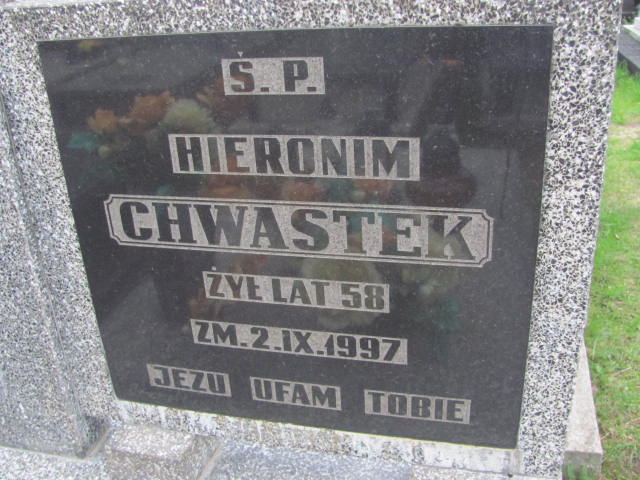 Ś. P.
HIERONIM
CHWASTEK
ŻYŁ LAT 58
ZM. 2. IX. 1997
JEZU UFAM TOBIE